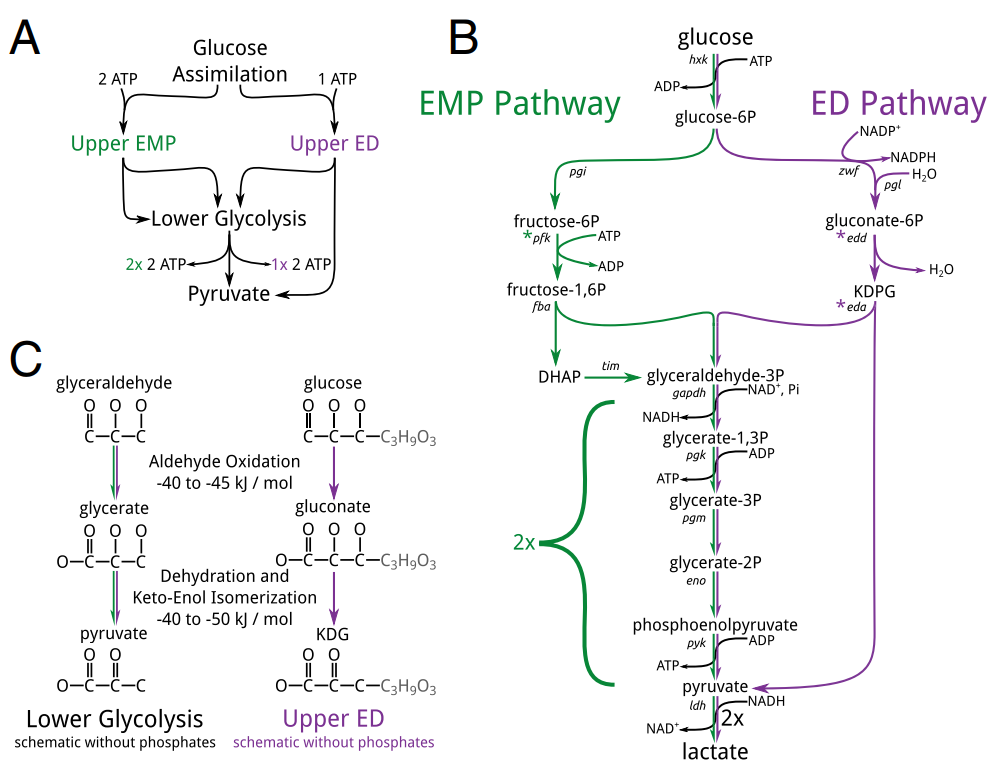 A
Glucose
Assimilation
2 ATP
1 ATP
Upper EMP
Upper ED
Lower Glycolysis
2x 2 ATP
1x 2 ATP
Pyruvate
B
EMP Pathway
ED Pathway
glucose
hxk
ATP
ADP
glucose-6P
NADP⁺
NADPH
zwf
H₂O
pgl
pgi
fructose-6P
*pfk
ATP
ADP
fructose-1,6P
fba
gluconate-6P
*edd
H₂O
KDPG
*eda
DHAP
tim
glyceraldehyde-3P
gapdh
NAD⁺, Pi
NADH
glycerate-1,3P
pgk
ADP
ATP
glycerate-3P
pgm
2x
glycerate-2P
eno
phosphoenolpyruvate
pyk
ADP
ATP
pyruvate
ldh
NADH
NAD⁺
2x
lactate
C
glyceraldehyde
O O O
C C C
glucose
O O O
C C C C₃H₉O₃
Aldehyde Oxidation
-40 to -45 kJ / mol
glycerate
O O O
O C C C
gluconate
O O O
O C C C C₃H₉O₃
Dehydration and
Keto-Enol Isomerization
-40 to -50 kJ / mol
pyruvate
O O
O C C C
KDG
O O
O C C C C₃H₉O₃
Lower Glycolysis
schematic without phosphates
Upper ED
schematic without phosphates